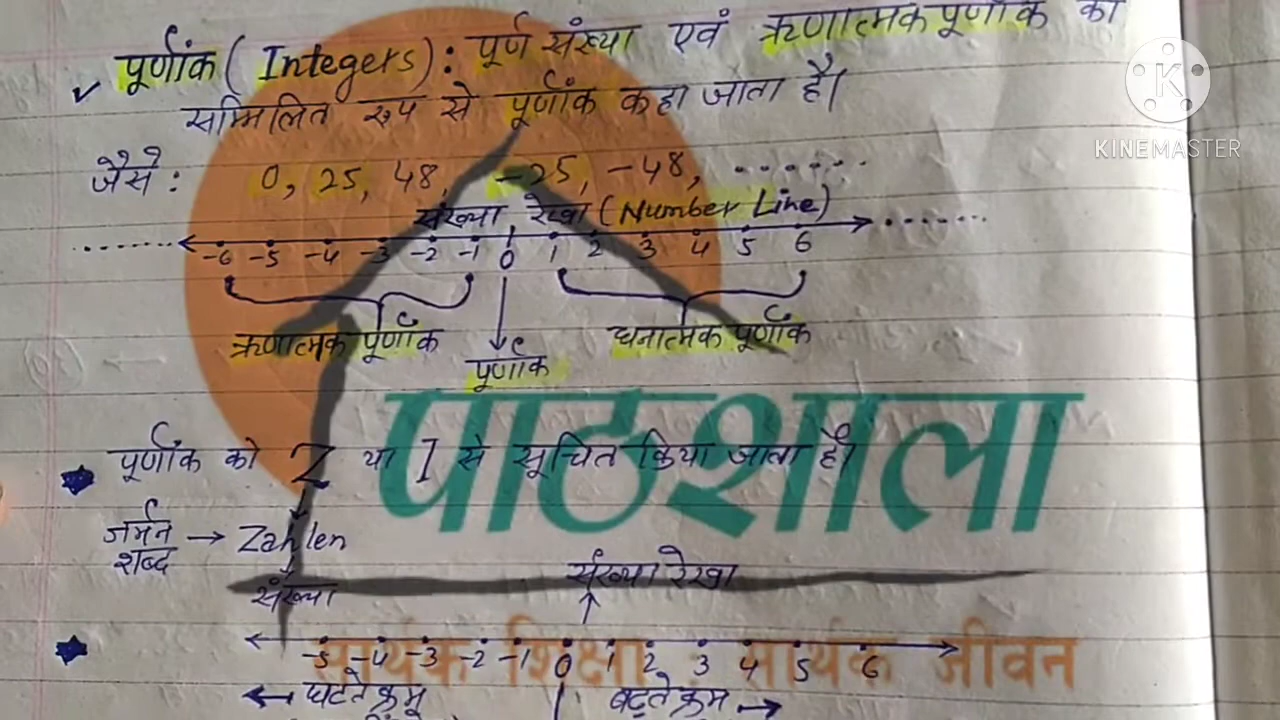 पूर्णांक ( Integers ) : पूर्ण संख्या एवं ऋणात्मक पूर्णांक को
सम्मिलित रूप से पूर्णांक कहा जाता है।
KINEMASTER
जैसे : 0, 25, 48, -25, -48, ......
संख्या रेखा ( Number Line )
-6 -5 -4 -3 -2 -1 0 1 2 3 4 5 6
ऋणात्मक पूर्णांक पूर्णांक धनात्मक पूर्णांक
पाठशाला
पूर्णांक को Z या I से सूचित किया जाता है।
जर्मन शब्द → Zahlen
संख्या
संख्या रेखा
सार्थक शिक्षा : सार्थक जीवन
-5 -4 -3 -2 -1 0 1 2 3 4 5 6
← घटते क्रम बढ़ते क्रम →